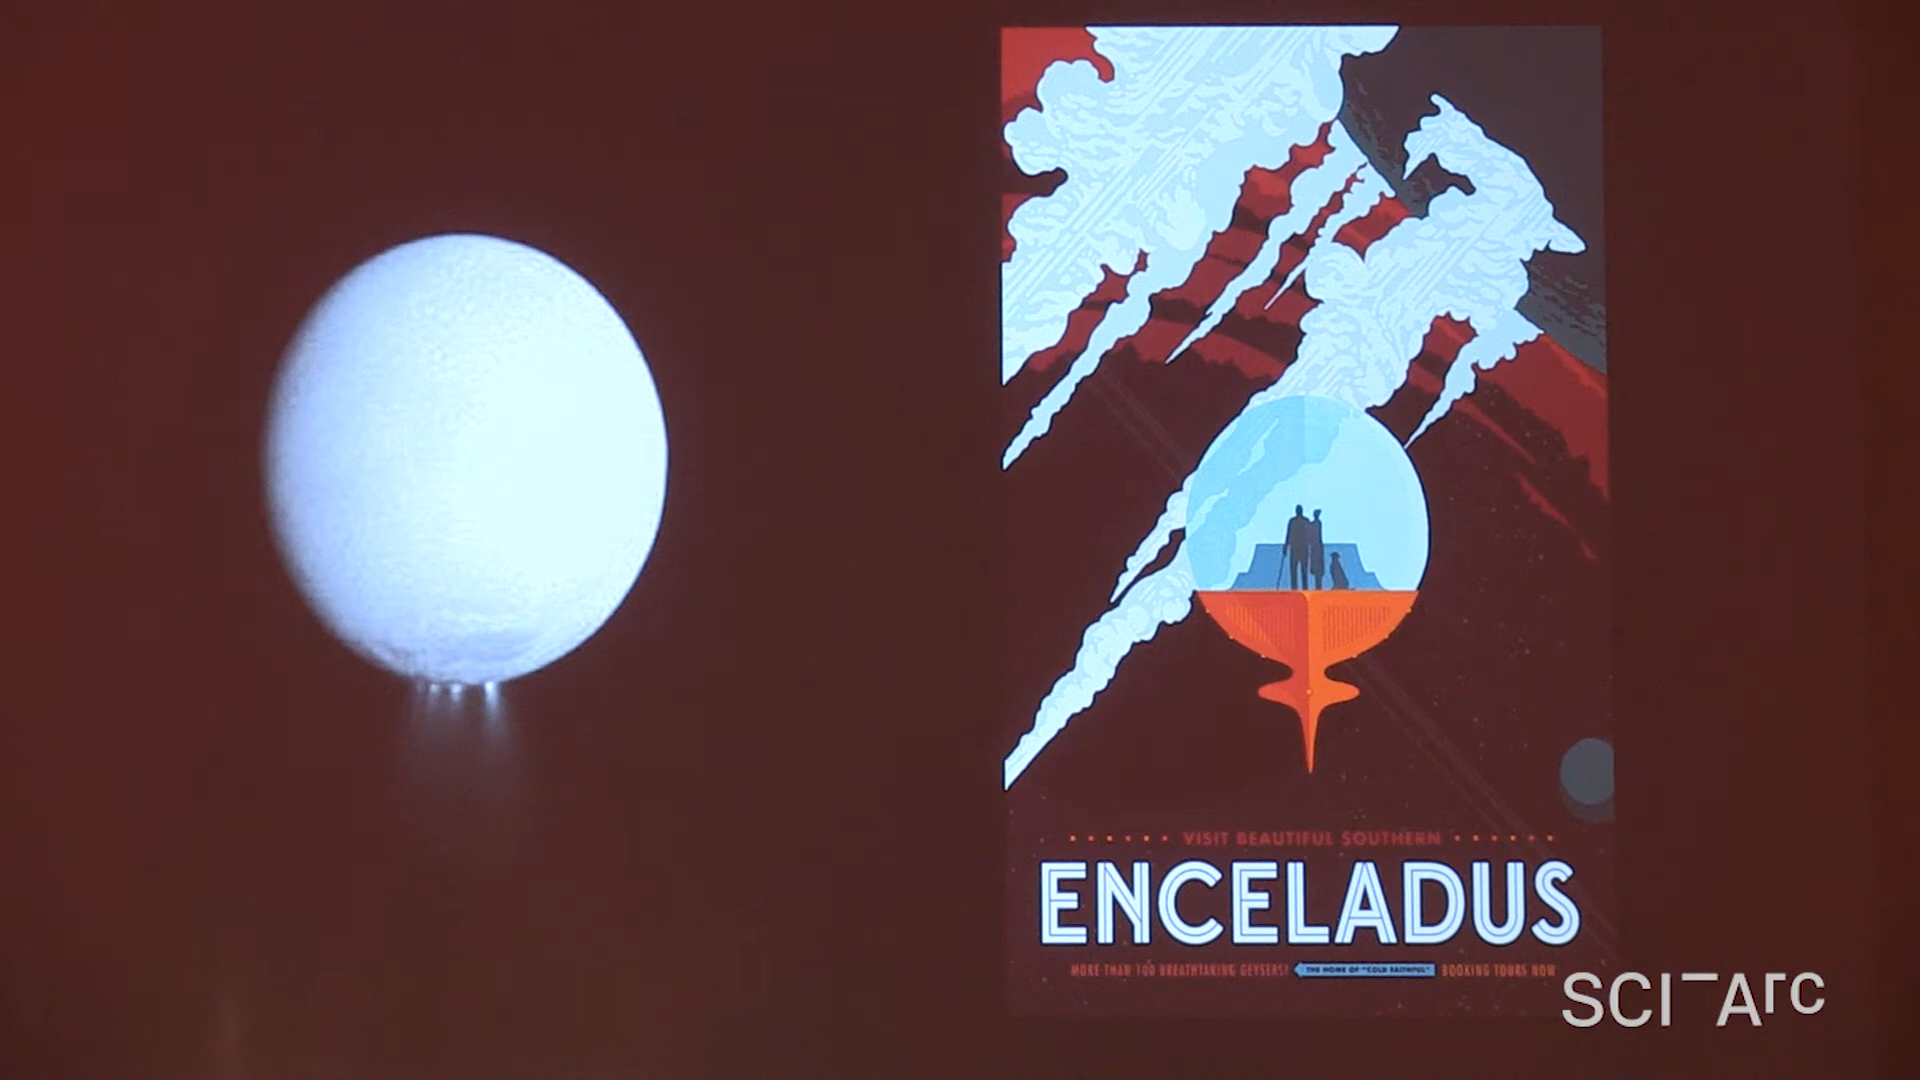 VISIT BEAUTIFUL SOUTHERN
ENCELADUS
MORE THAN 100 BREATHTAKING GEYSERS! THE HOME OF "COLD FAITHFUL" BOOKING TOURS NOW
SCI-Arc